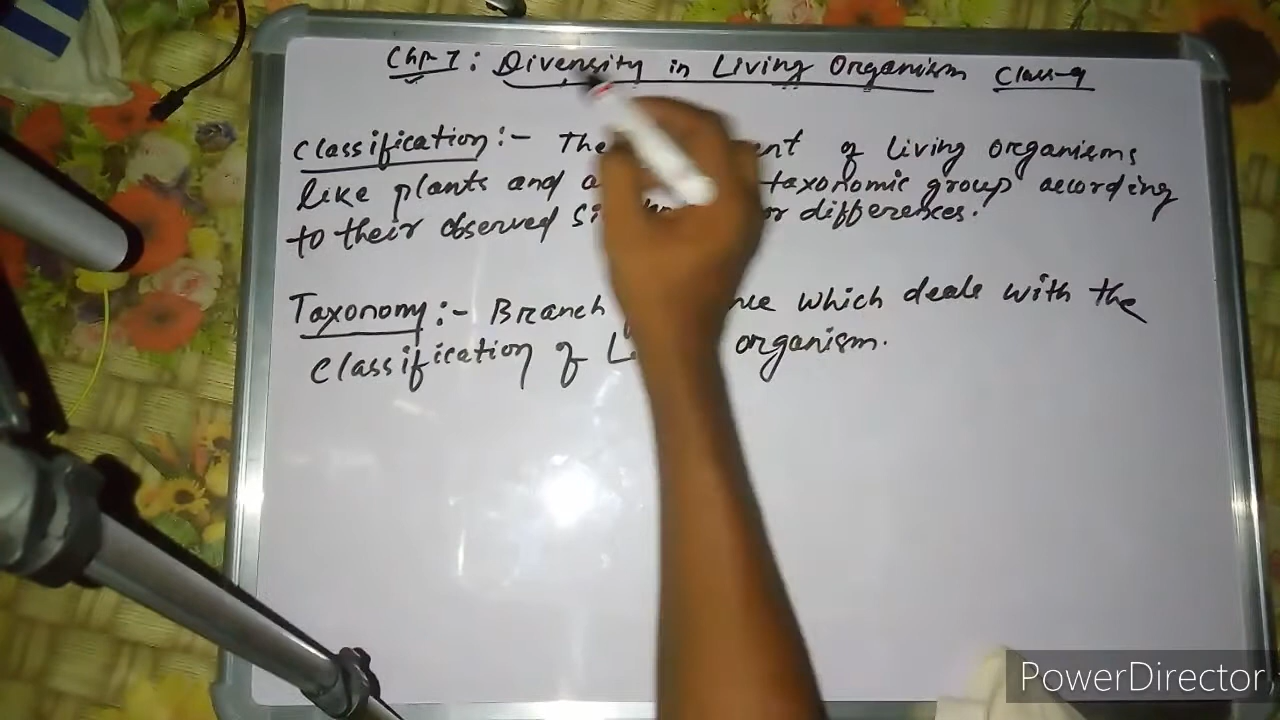 Chp-7: Diversity in Living Organism Class-9
Classification:- The ent of living organisms
like plants and a taxonomic group according
to their observed or differences.
Taxonomy:- Branch which deals with the
classification of organism.
PowerDirector